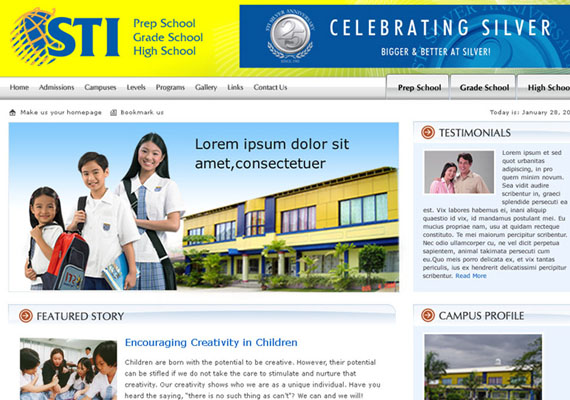 STI
Prep School
Grade School
High School
TO SILVER ANNIVERSARY
25
CELEBRATING SILVER
BIGGER & BETTER AT SILVER!
Home Admissions Campuses Levels Programs Gallery Links Contact Us
Prep School Grade School High Schoo
Make us your homepage Bookmark us
Today is: January 28, 20
Lorem ipsum dolor sit
amet,consectetuer
TESTIMONIALS
Lorem ipsum et sed
quot urbanitas
adipiscing, in pro
quem minim novum.
Sea vidit audire
scribentur in, graeci
splendide persecuti ea
est. Vix labores habemus ei, inani aliquip
quaestio id vix, id mandamus postulant mei. Eu
mucius propriae nam, usu at quidam recteque
constituto. Te mei maiorum percipitur scribentur.
Nec odio ullamcorper cu, ne vel dicit perpetua
sapientem, animal takimata persecuti cum
eu.Quo meis porro delicata ex, et vix tantas
periculis, ius ex hendrerit delicatissimi percipitur
scribentur. Read More
FEATURED STORY
Encouraging Creativity in Children
Children are born with the potential to be creative. However, their potential
can be stifled if we do not take care to stimulate and nurture that
creativity. Our creativity shows who we are as a unique individual. Have you
heard the saying, "there is no such thing as can't"? We can and we will!
CAMPUS PROFILE